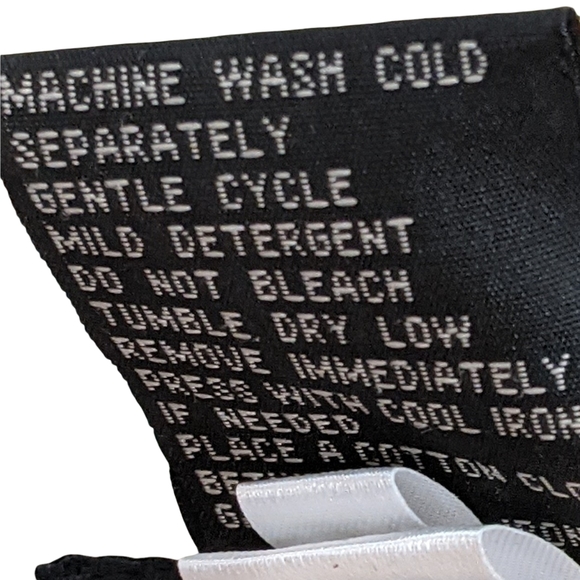 MACHINE WASH COLD
SEPARATELY
GENTLE CYCLE
MILD DETERGENT
DO NOT BLEACH
TUMBLE DRY LOW
REMOVE IMMEDIATELY
PRESS WITH COOL IRON
IF NEEDED
PLACE A COTTON
IRON